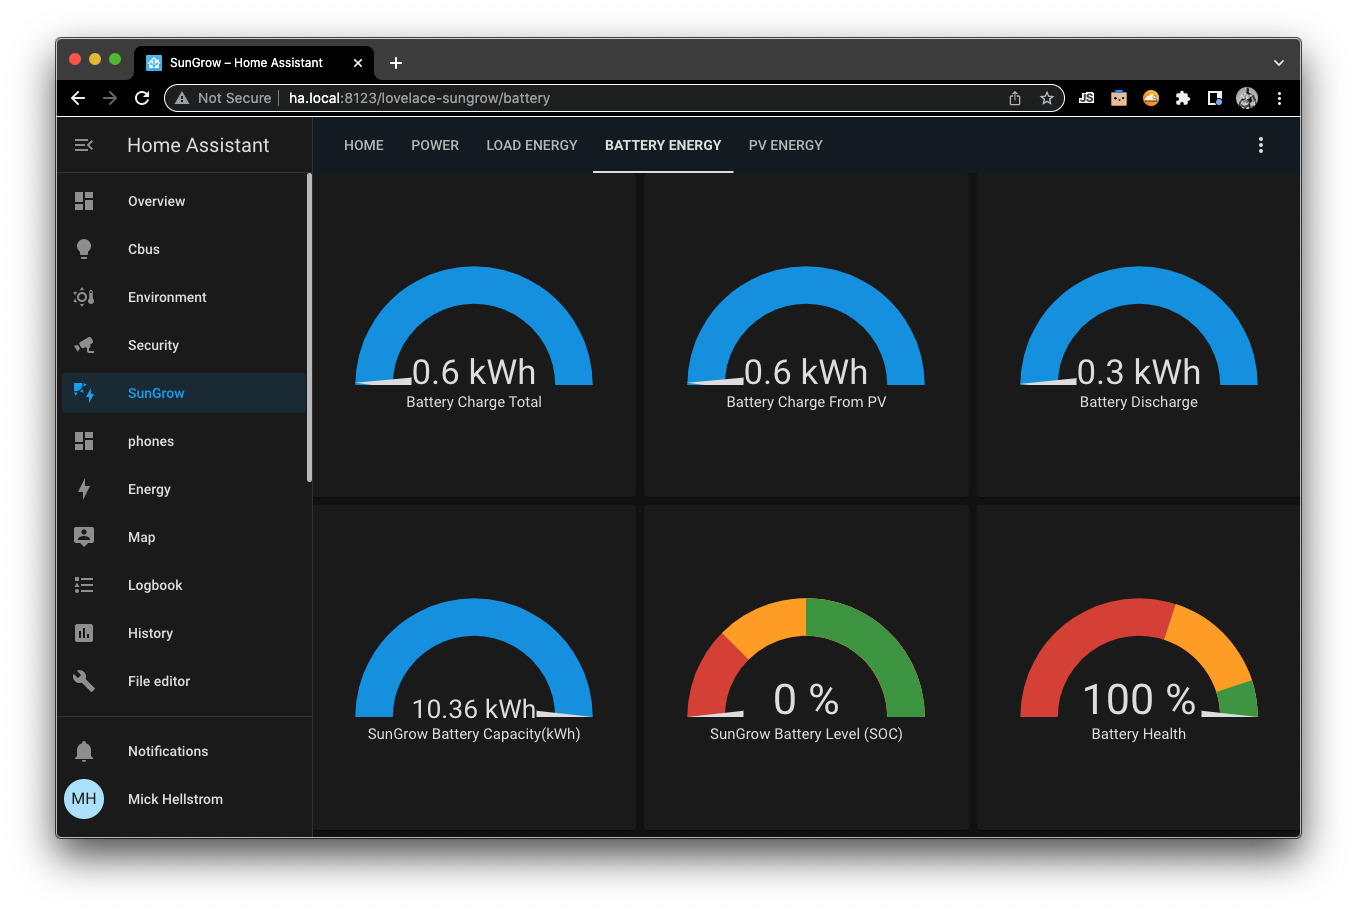 SunGrow – Home Assistant
Not Secure
ha.local:8123/lovelace-sungrow/battery
JS
Home Assistant
HOME
POWER
LOAD ENERGY
BATTERY ENERGY
PV ENERGY
Overview
Cbus
Environment
Security
SunGrow
phones
Energy
Map
Logbook
History
File editor
Notifications
MH
Mick Hellstrom
0.6 kWh
Battery Charge Total
0.6 kWh
Battery Charge From PV
0.3 kWh
Battery Discharge
10.36 kWh
SunGrow Battery Capacity(kWh)
0 %
SunGrow Battery Level (SOC)
100 %
Battery Health